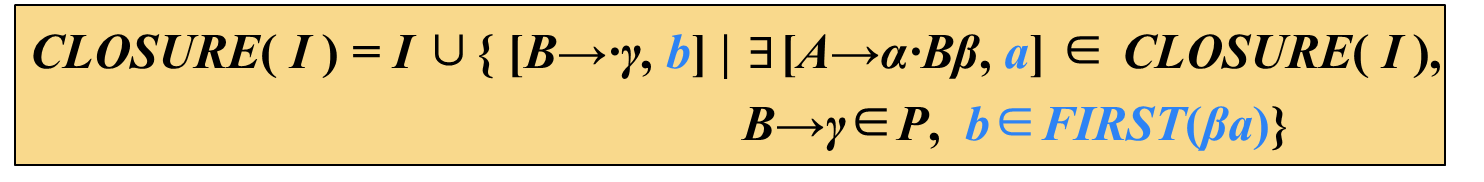 CLOSURE( I ) = I ∪ { [B→·γ, b] | ∃ [A→α·Bβ, a] ∈ CLOSURE( I ),
B→γ∈P, b∈FIRST(βa)}